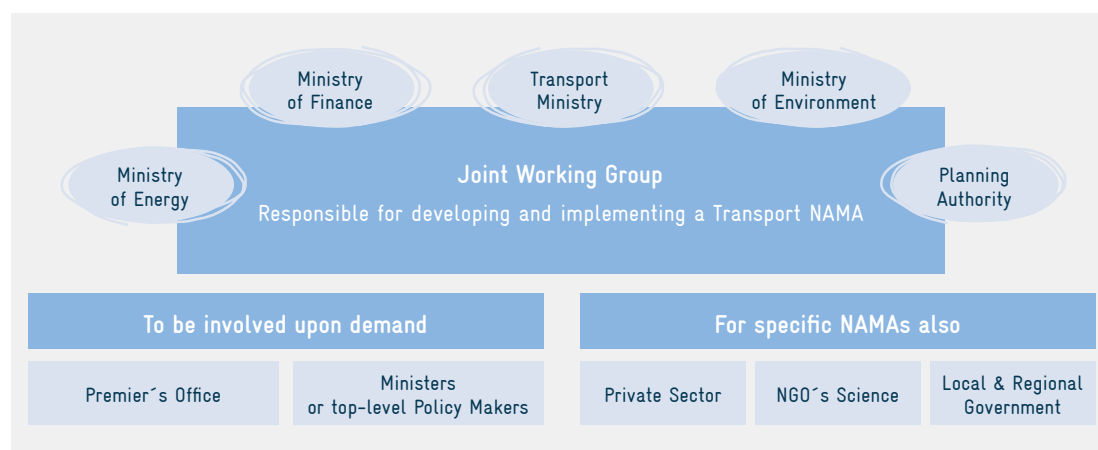 Ministry
of Finance
Transport
Ministry
Ministry
of Environment
Ministry
of Energy
Joint Working Group
Responsible for developing and implementing a Transport NAMA
Planning
Authority
To be involved upon demand
For specific NAMAs also
Premier´s Office
Ministers
or top-level Policy Makers
Private Sector
NGO´s Science
Local & Regional
Government